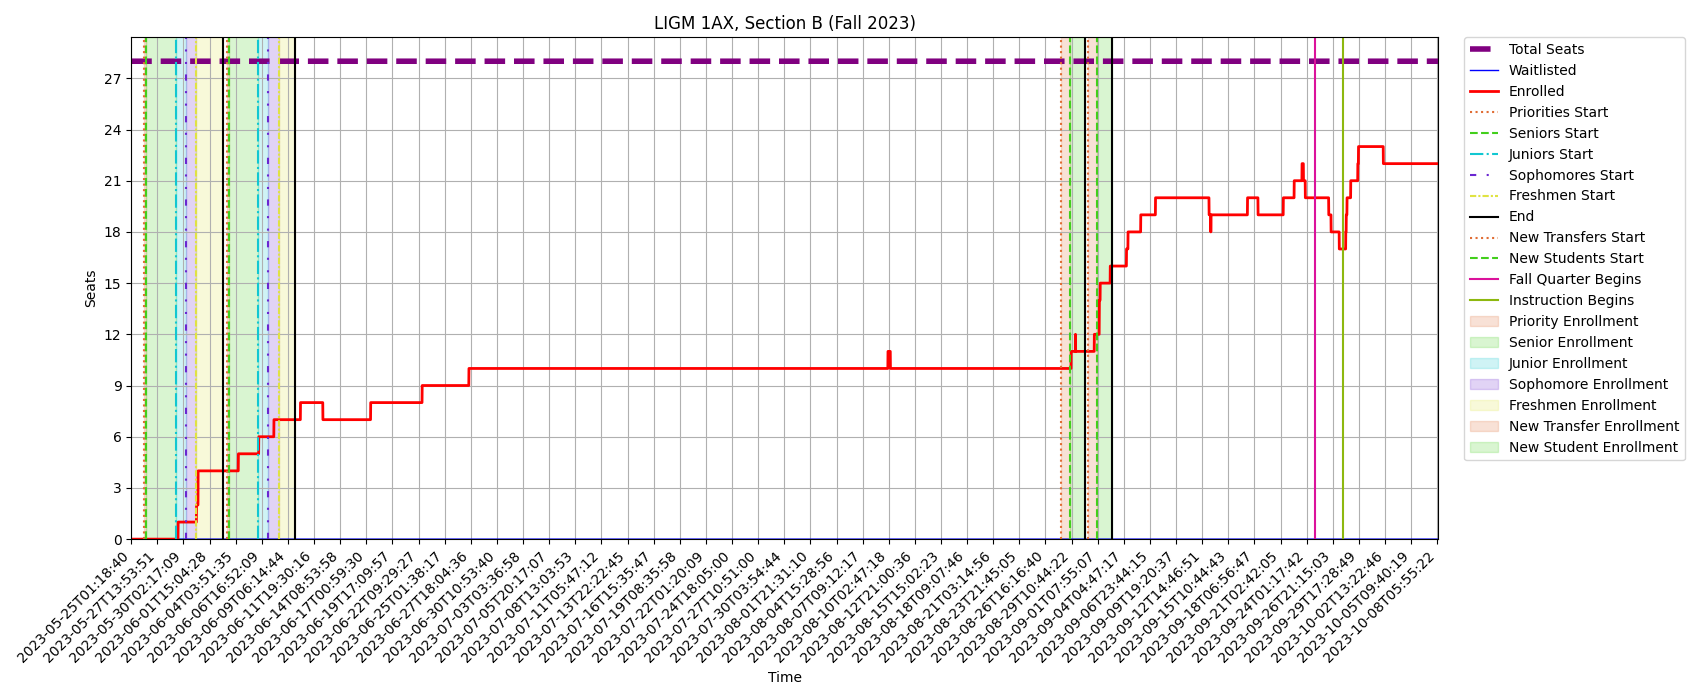 LIGM 1AX, Section B (Fall 2023)
Total Seats
Waitlisted
Enrolled
Priorities Start
Seniors Start
Juniors Start
Sophomores Start
Freshmen Start
End
New Transfers Start
New Students Start
Fall Quarter Begins
Instruction Begins
Priority Enrollment
Senior Enrollment
Junior Enrollment
Sophomore Enrollment
Freshmen Enrollment
New Transfer Enrollment
New Student Enrollment
Seats
27
24
21
18
15
12
9
6
3
0
2023-05-25T01:18:40
2023-05-27T13:53:51
2023-05-30T02:17:09
2023-06-01T15:04:28
2023-06-04T03:51:35
2023-06-06T16:52:09
2023-06-09T06:14:44
2023-06-11T19:30:16
2023-06-14T08:53:58
2023-06-17T00:59:30
2023-06-19T17:09:57
2023-06-22T09:29:27
2023-06-25T01:38:17
2023-06-27T18:04:36
2023-06-30T10:53:40
2023-07-03T03:36:58
2023-07-05T20:17:07
2023-07-08T13:03:53
2023-07-11T05:47:12
2023-07-13T22:22:45
2023-07-16T15:35:47
2023-07-19T08:35:58
2023-07-22T01:20:09
2023-07-24T18:05:00
2023-07-27T10:51:00
2023-07-30T03:54:44
2023-08-01T21:31:10
2023-08-04T15:28:56
2023-08-07T09:12:17
2023-08-10T02:47:18
2023-08-12T21:00:36
2023-08-15T15:02:23
2023-08-18T09:07:46
2023-08-21T03:14:56
2023-08-23T21:45:05
2023-08-26T16:16:40
2023-08-29T10:44:22
2023-09-01T07:55:07
2023-09-04T04:47:17
2023-09-06T23:44:15
2023-09-09T19:20:37
2023-09-12T14:46:51
2023-09-15T10:44:43
2023-09-18T06:56:47
2023-09-21T02:42:05
2023-09-24T01:17:42
2023-09-26T21:15:03
2023-09-29T17:28:49
2023-10-02T13:22:46
2023-10-05T09:40:19
2023-10-08T05:55:22
Time